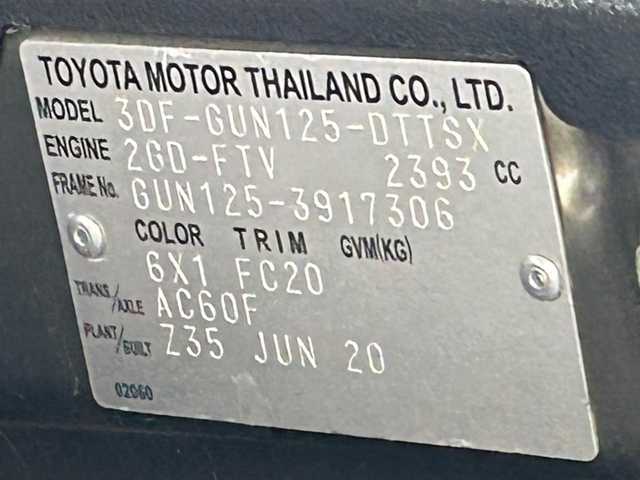 TOYOTA MOTOR THAILAND CO., LTD.
MODEL 3DF-GUN125-DTTSX
ENGINE 2GD-FTV 2393 CC
FRAME No. GUN125-3917306
COLOR TRIM GVM(KG)
6X1 FC20
TRANS/AXLE AC60F
PLANT/BUILT Z35 JUN 20
02060